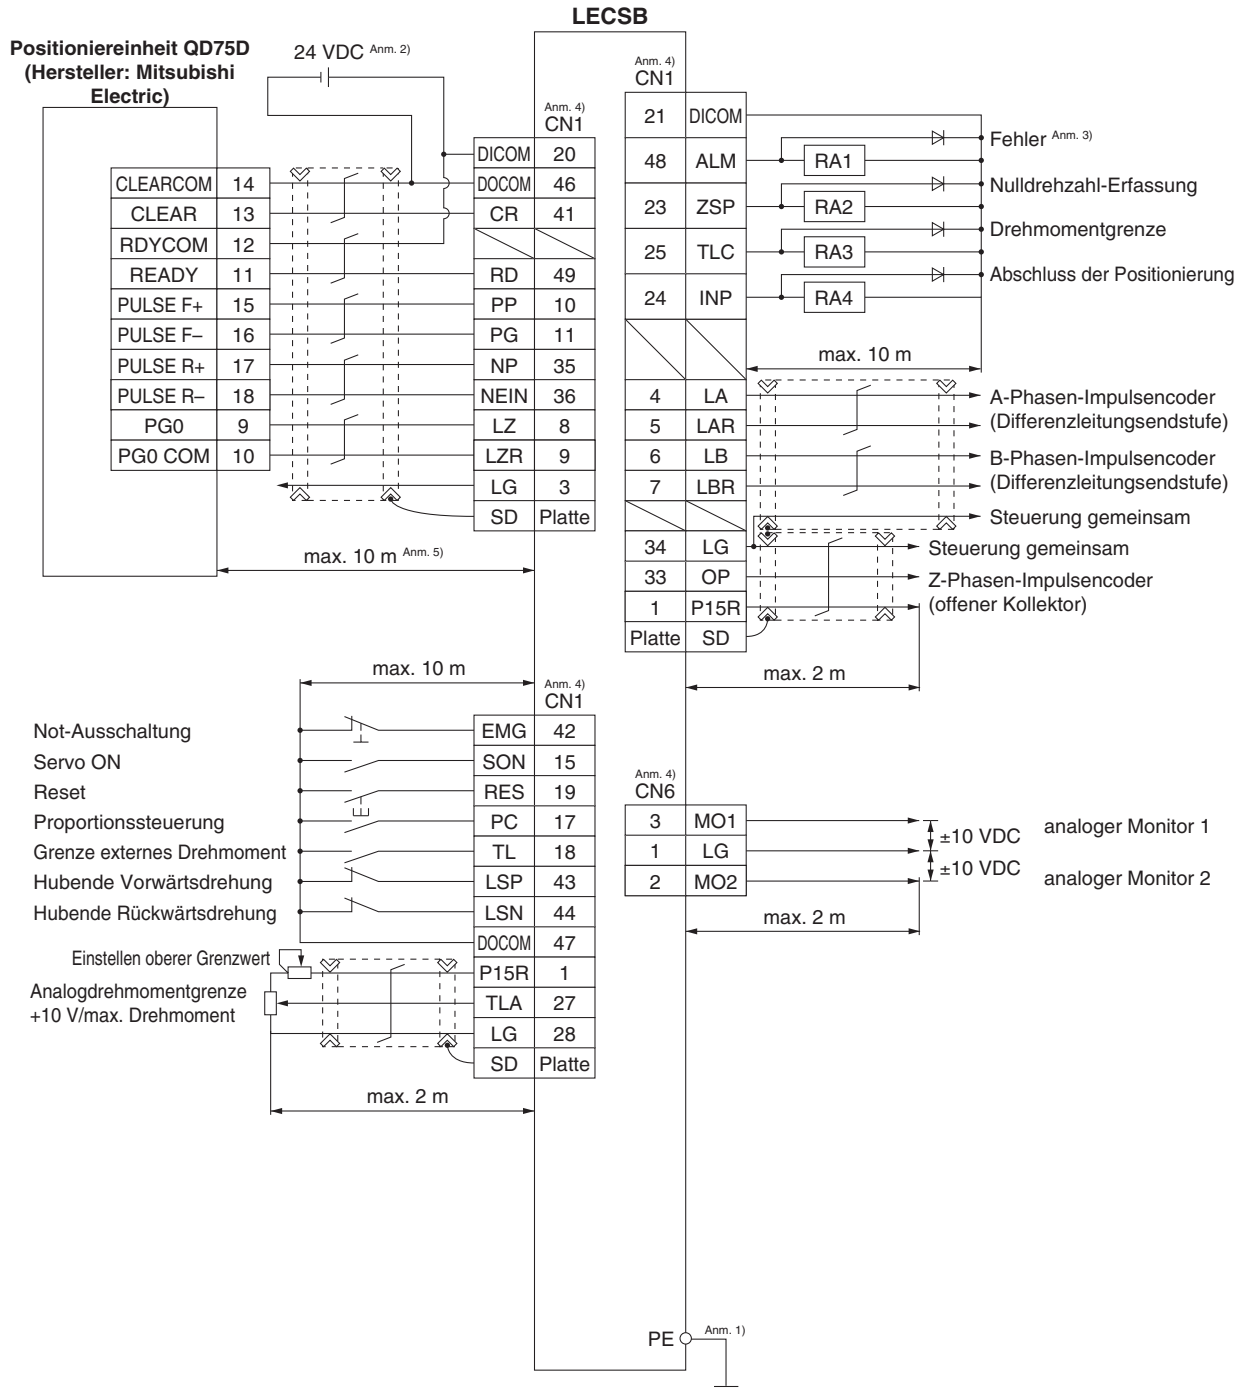 LECSB
Positioniereinheit QD75D
(Hersteller: Mitsubishi
Electric)
24 VDC Anm. 2)
Anm. 4)
CN1
DICOM 20
CLEARCOM 14 DOCOM 46
CLEAR 13 CR 41
RDYCOM 12
READY 11 RD 49
PULSE F+ 15 PP 10
PULSE F– 16 PG 11
PULSE R+ 17 NP 35
PULSE R– 18 NEIN 36
PG0 9 LZ 8
PG0 COM 10 LZR 9
LG 3
SD Platte
max. 10 m Anm. 5)
Anm. 4)
CN1
21 DICOM
Fehler Anm. 3)
48 ALM RA1
Nulldrehzahl-Erfassung
23 ZSP RA2
Drehmomentgrenze
25 TLC RA3
Abschluss der Positionierung
24 INP RA4
max. 10 m
4 LA A-Phasen-Impulsencoder
5 LAR (Differenzleitungsendstufe)
6 LB B-Phasen-Impulsencoder
7 LBR (Differenzleitungsendstufe)
Steuerung gemeinsam
34 LG Steuerung gemeinsam
33 OP Z-Phasen-Impulsencoder
1 P15R (offener Kollektor)
Platte SD
max. 2 m
max. 10 m
Anm. 4)
CN1
Not-Ausschaltung EMG 42
Servo ON SON 15
Reset RES 19
Proportionssteuerung PC 17
Grenze externes Drehmoment TL 18
Hubende Vorwärtsdrehung LSP 43
Hubende Rückwärtsdrehung LSN 44
DOCOM 47
Einstellen oberer Grenzwert P15R 1
Analogdrehmomentgrenze TLA 27
+10 V/max. Drehmoment
LG 28
SD Platte
max. 2 m
Anm. 4)
CN6
3 MO1 analoger Monitor 1
±10 VDC
1 LG
±10 VDC
2 MO2 analoger Monitor 2
max. 2 m
PE Anm. 1)